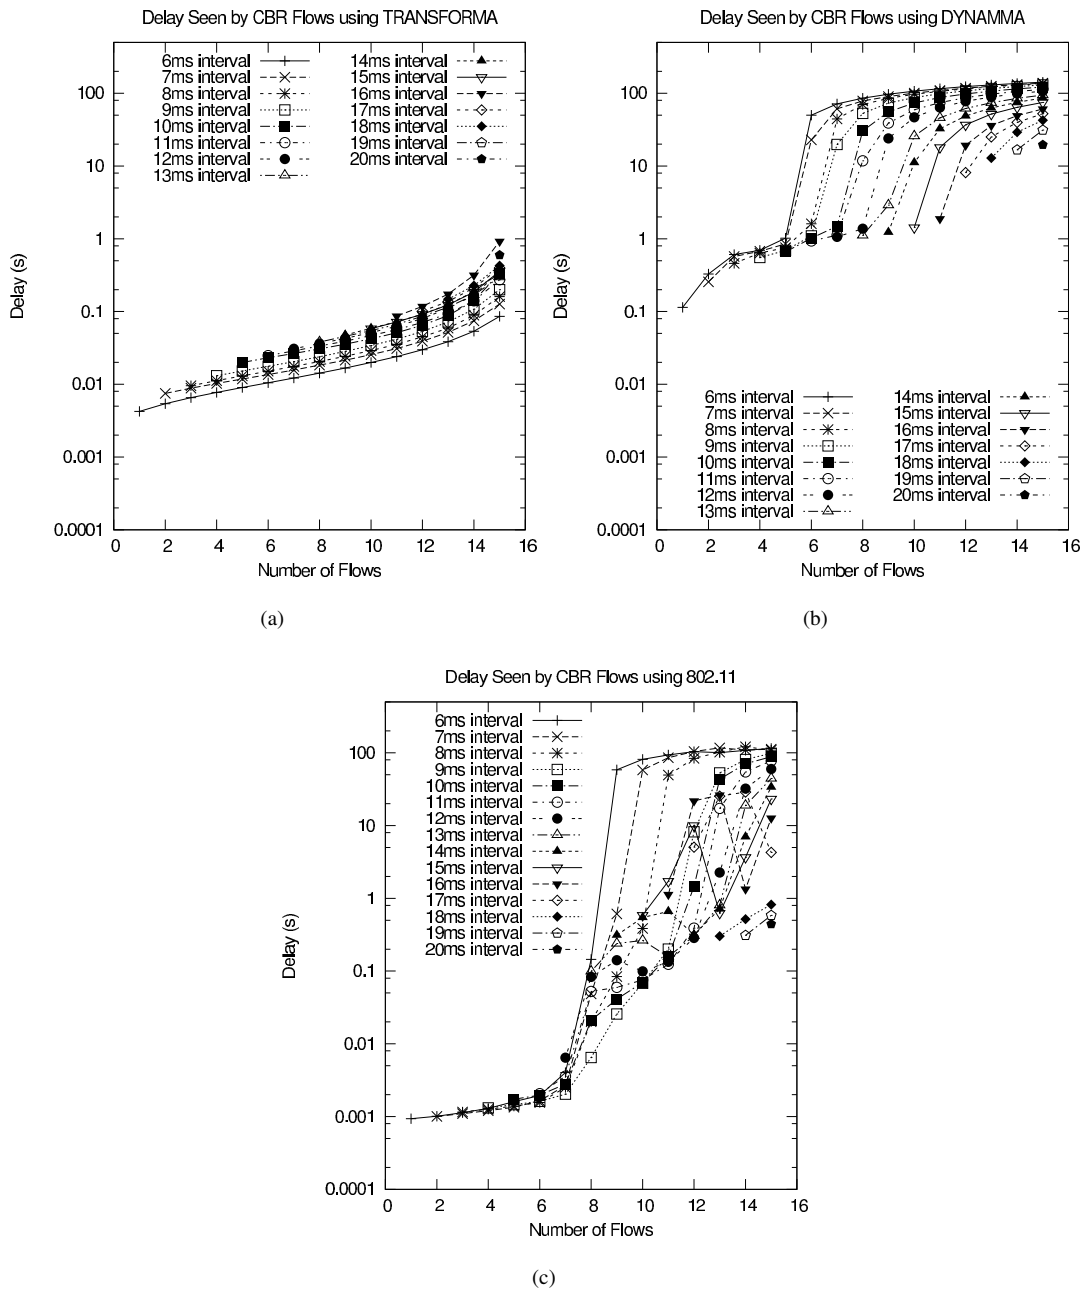 Delay Seen by CBR Flows using TRANSFORMA
Delay (s)
100
10
1
0.1
0.01
0.001
0.0001
6ms interval
7ms interval
8ms interval
9ms interval
10ms interval
11ms interval
12ms interval
13ms interval
14ms interval
15ms interval
16ms interval
17ms interval
18ms interval
19ms interval
20ms interval
0 2 4 6 8 10 12 14 16
Number of Flows
(a)
Delay Seen by CBR Flows using DYNAMMA
Delay (s)
100
10
1
0.1
0.01
0.001
0.0001
6ms interval
7ms interval
8ms interval
9ms interval
10ms interval
11ms interval
12ms interval
13ms interval
14ms interval
15ms interval
16ms interval
17ms interval
18ms interval
19ms interval
20ms interval
0 2 4 6 8 10 12 14 16
Number of Flows
(b)
Delay Seen by CBR Flows using 802.11
Delay (s)
100
10
1
0.1
0.01
0.001
0.0001
6ms interval
7ms interval
8ms interval
9ms interval
10ms interval
11ms interval
12ms interval
13ms interval
14ms interval
15ms interval
16ms interval
17ms interval
18ms interval
19ms interval
20ms interval
0 2 4 6 8 10 12 14 16
Number of Flows
(c)